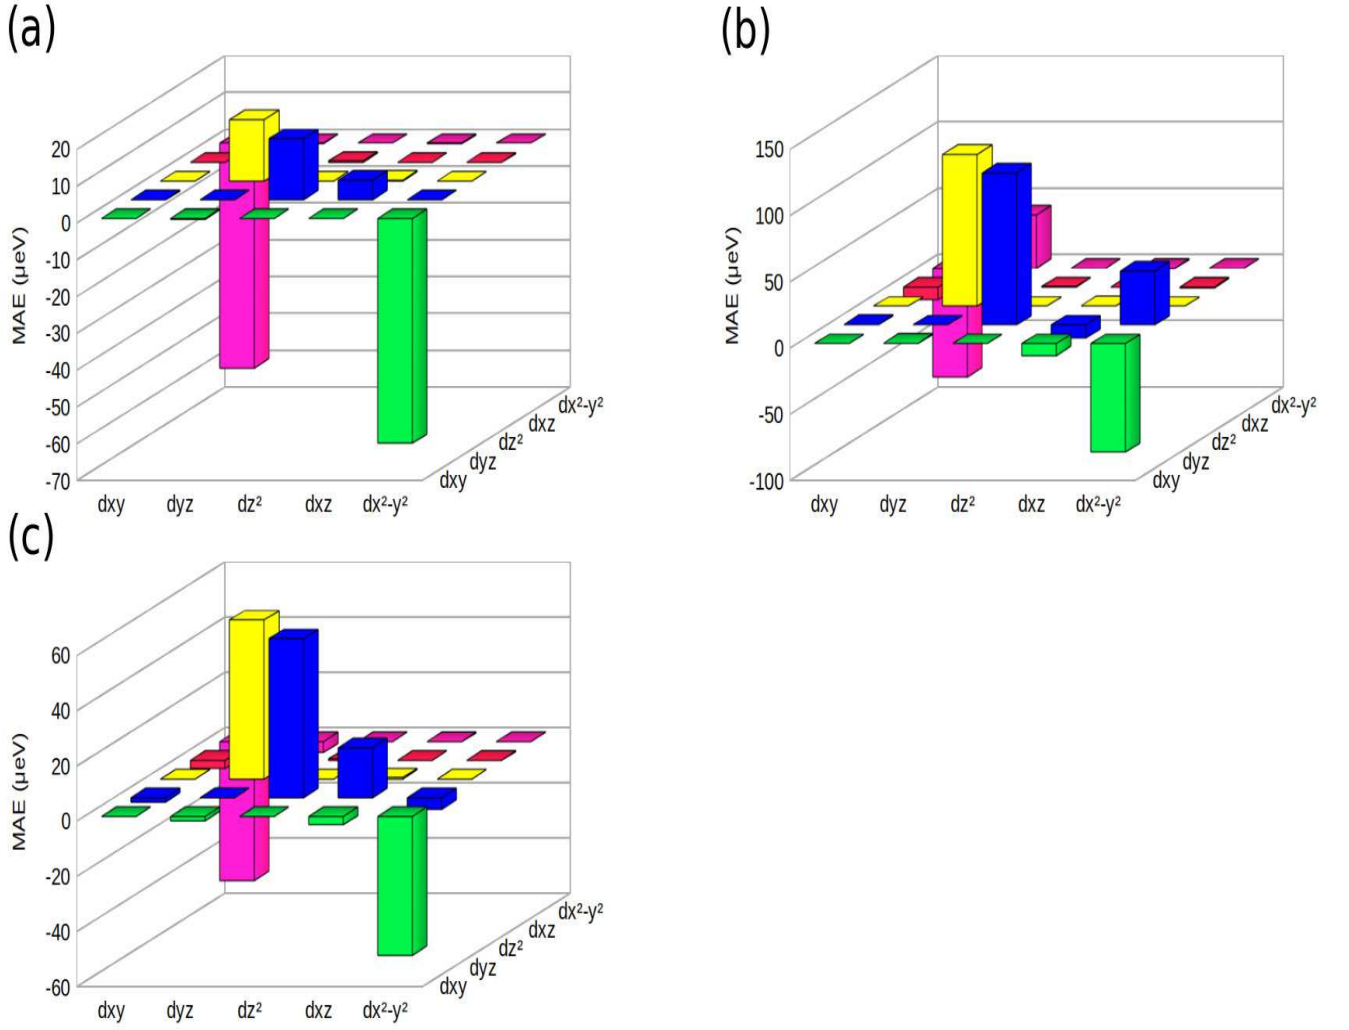 (a)
20
10
0
-10
-20
-30
-40
-50
-60
-70
MAE (μeV)
dxy dyz dz² dxz dx²-y²
dxy
dyz
dz²
dxz
dx²-y²
(b)
150
100
50
0
-50
-100
MAE (μeV)
dxy dyz dz² dxz dx²-y²
dxy
dyz
dz²
dxz
dx²-y²
(c)
60
40
20
0
-20
-40
-60
MAE (μeV)
dxy dyz dz² dxz dx²-y²
dxy
dyz
dz²
dxz
dx²-y²